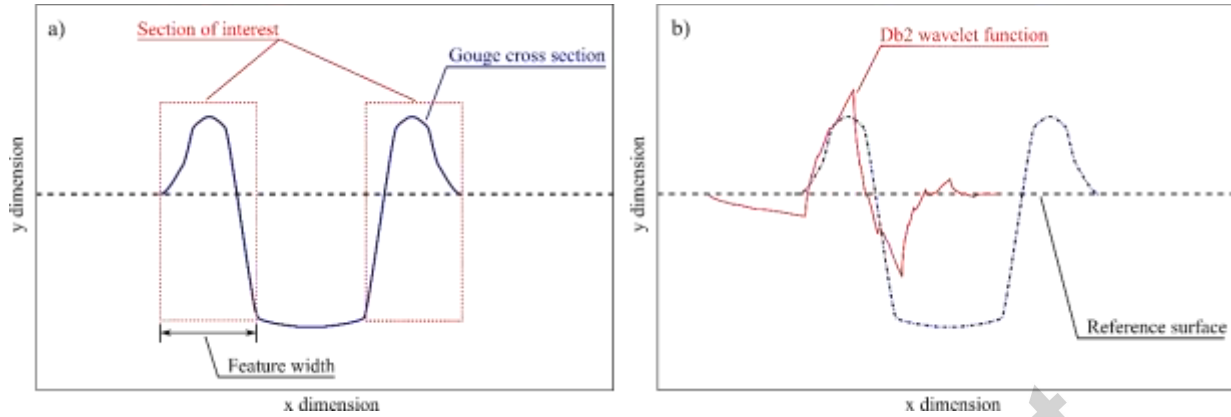 a)
Section of interest
Gouge cross section
y dimension
Feature width
x dimension
b)
Db2 wavelet function
y dimension
Reference surface
x dimension